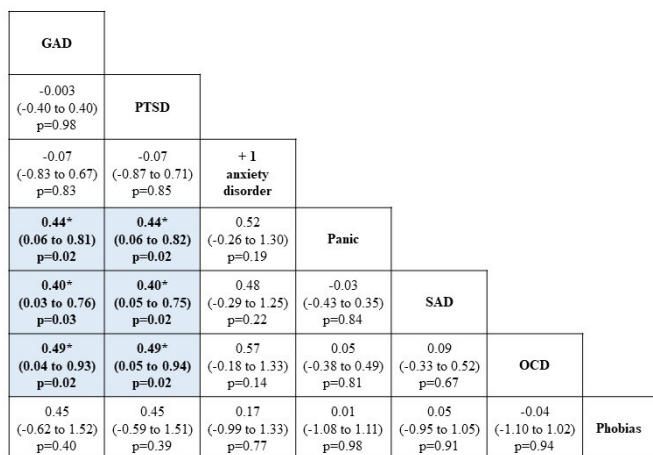 GAD
-0.003
(-0.40 to 0.40)
p=0.98
PTSD
-0.07
(-0.83 to 0.67)
p=0.83
-0.07
(-0.87 to 0.71)
p=0.85
+ 1
anxiety
disorder
0.44*
(0.06 to 0.81)
p=0.02
0.44*
(0.06 to 0.82)
p=0.02
0.52
(-0.26 to 1.30)
p=0.19
Panic
0.40*
(0.03 to 0.76)
p=0.03
0.40*
(0.05 to 0.75)
p=0.02
0.48
(-0.29 to 1.25)
p=0.22
-0.03
(-0.43 to 0.35)
p=0.84
SAD
0.49*
(0.04 to 0.93)
p=0.02
0.49*
(0.05 to 0.94)
p=0.02
0.57
(-0.18 to 1.33)
p=0.14
0.05
(-0.38 to 0.49)
p=0.81
0.09
(-0.33 to 0.52)
p=0.67
OCD
0.45
(-0.62 to 1.52)
p=0.40
0.45
(-0.59 to 1.51)
p=0.39
0.17
(-0.99 to 1.33)
p=0.77
0.01
(-1.08 to 1.11)
p=0.98
0.05
(-0.95 to 1.05)
p=0.91
-0.04
(-1.10 to 1.02)
p=0.94
Phobias